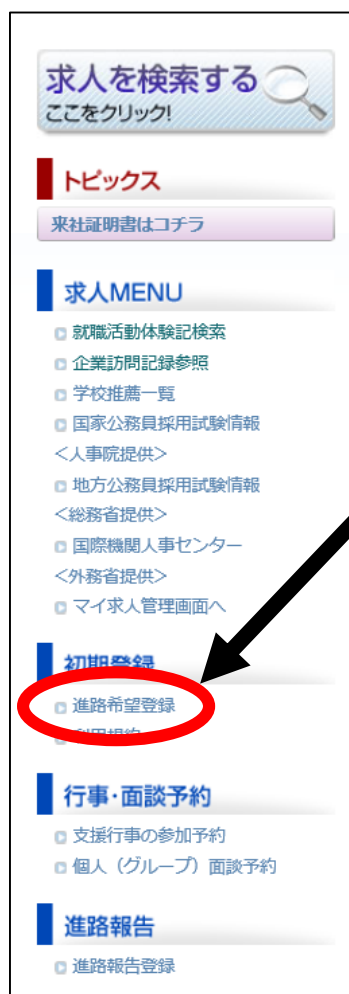 求人を検索する
ここをクリック!
トピックス
来社証明書はコチラ
求人MENU
就職活動体験記検索
企業訪問記録参照
学校推薦一覧
国家公務員採用試験情報
<人事院提供>
地方公務員採用試験情報
<総務省提供>
国際機関人事センター
<外務省提供>
マイ求人管理画面へ
初期登録
進路希望登録
利用規約
行事・面談予約
支援行事の参加予約
個人（グループ）面談予約
進路報告
進路報告登録